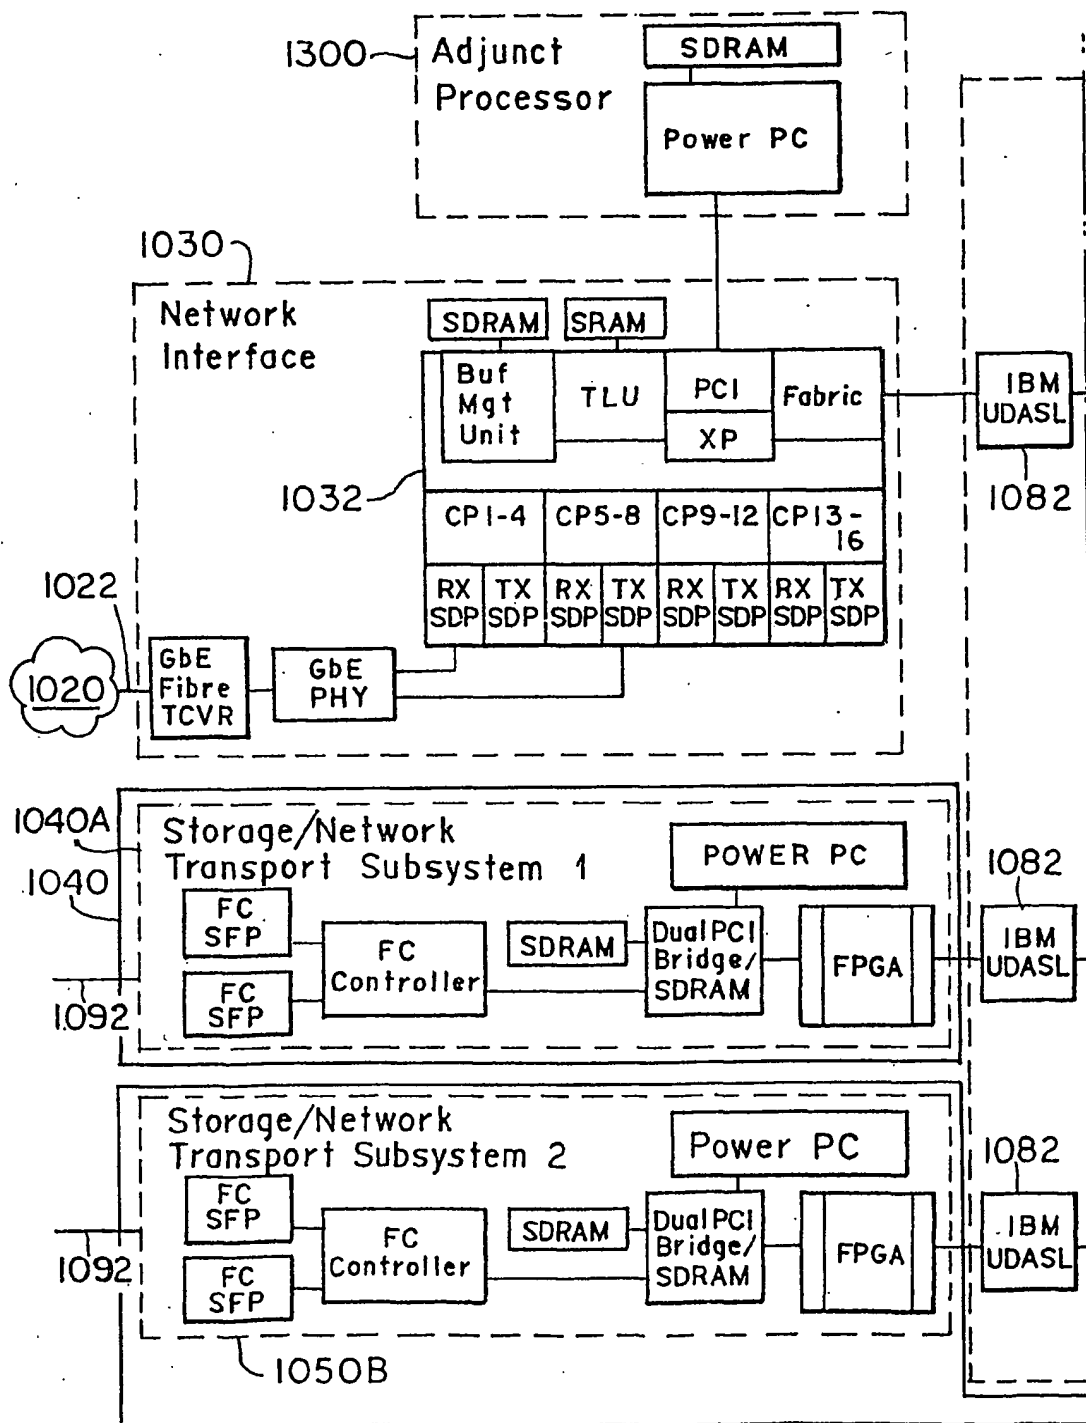 1300
Adjunct
Processor
SDRAM
Power PC
1030
Network
Interface
SDRAM
SRAM
Buf
Mgt
Unit
TLU
PCI
XP
Fabric
IBM
UDASL
1082
1032
CP1-4
CP5-8
CP9-12
CP13-
16
RX
SDP
TX
SDP
RX
SDP
TX
SDP
RX
SDP
TX
SDP
RX
SDP
TX
SDP
1022
1020
GbE
Fibre
TCVR
GbE
PHY
1040A
1040
Storage/Network
Transport Subsystem 1
POWER PC
1082
FC
SFP
FC
SFP
FC
Controller
SDRAM
Dual PCI
Bridge/
SDRAM
FPGA
IBM
UDASL
1092
Storage/Network
Transport Subsystem 2
Power PC
1082
FC
SFP
FC
SFP
FC
Controller
SDRAM
Dual PCI
Bridge/
SDRAM
FPGA
IBM
UDASL
1092
1050B